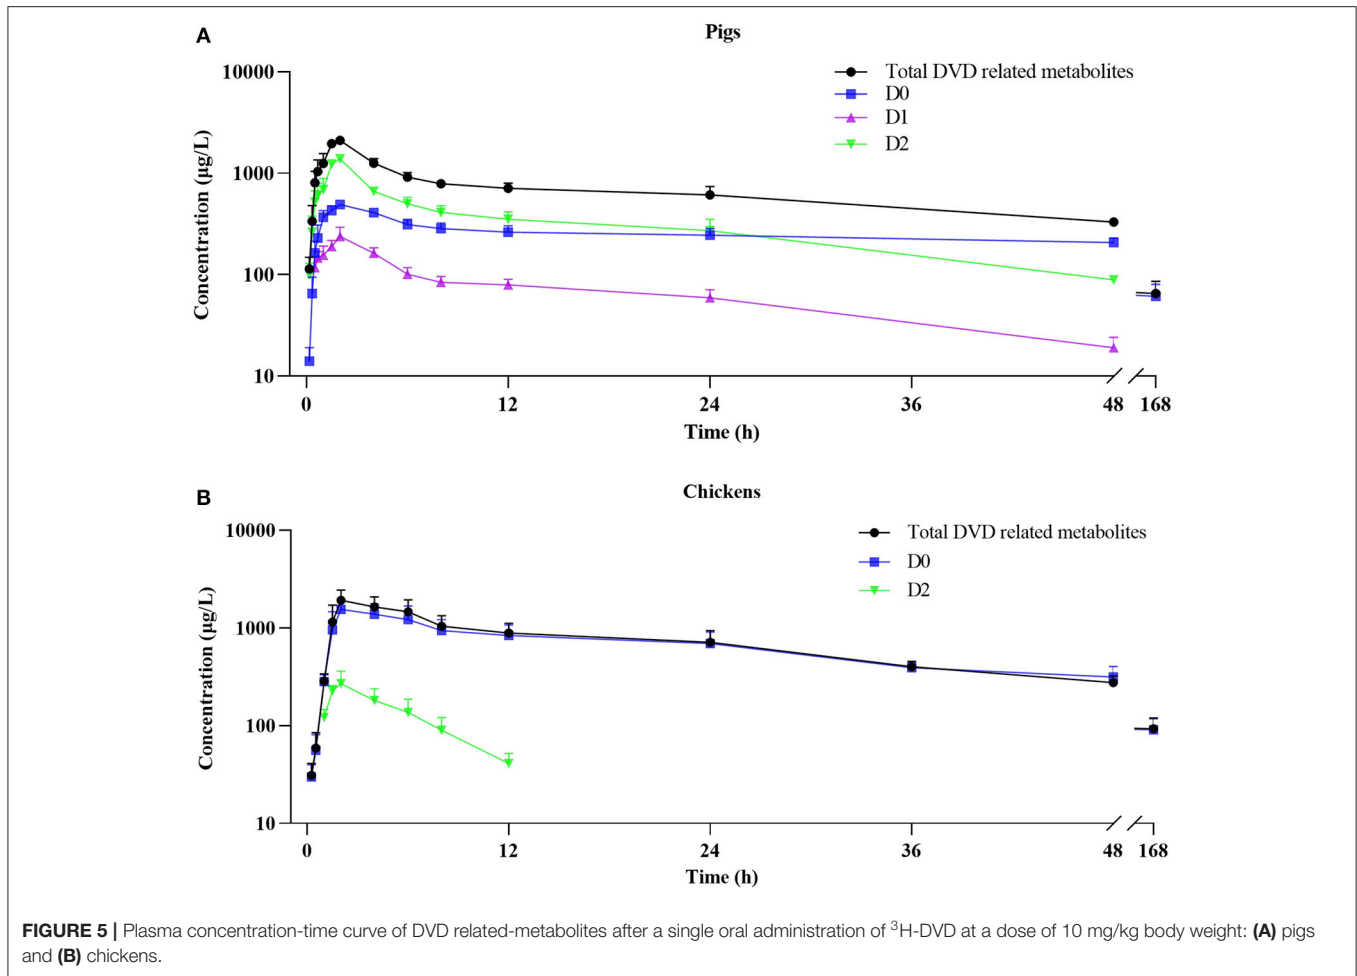 A
Pigs
10000
1000
100
10
Concentration (µg/L)
Total DVD related metabolites
D0
D1
D2
0 12 24 36 48 168
Time (h)
B
Chickens
10000
1000
100
10
Concentration (µg/L)
Total DVD related metabolites
D0
D2
0 12 24 36 48 168
Time (h)
FIGURE 5 | Plasma concentration-time curve of DVD related-metabolites after a single oral administration of ³H-DVD at a dose of 10 mg/kg body weight: (A) pigs
and (B) chickens.